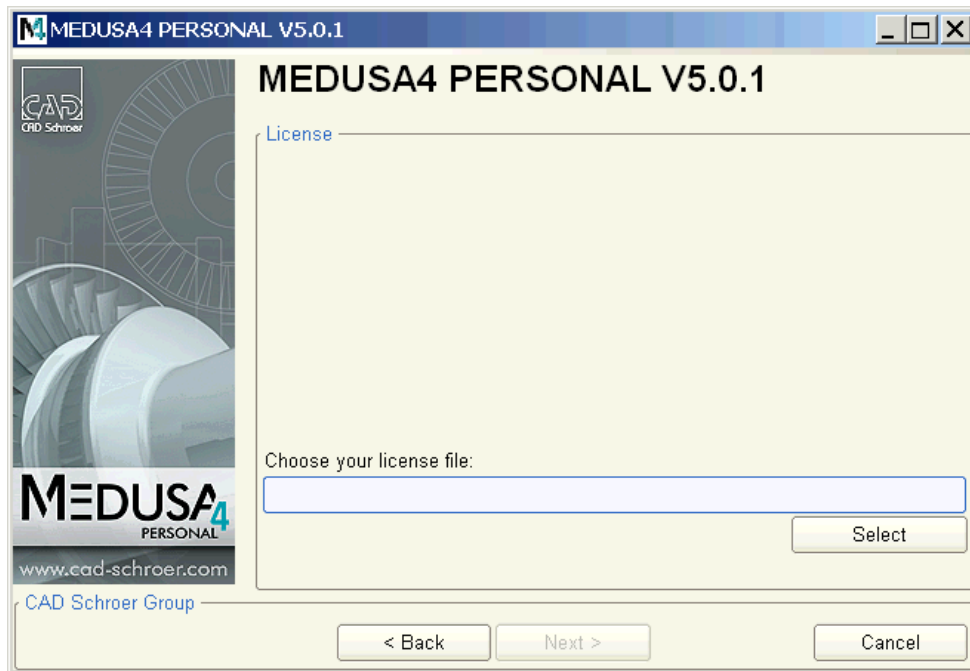 MEDUSA4 PERSONAL V5.0.1
MEDUSA4 PERSONAL V5.0.1
CAD
CAD Schroer
License
Choose your license file:
Select
MEDUSA4
PERSONAL
www.cad-schroer.com
CAD Schroer Group
< Back
Next >
Cancel